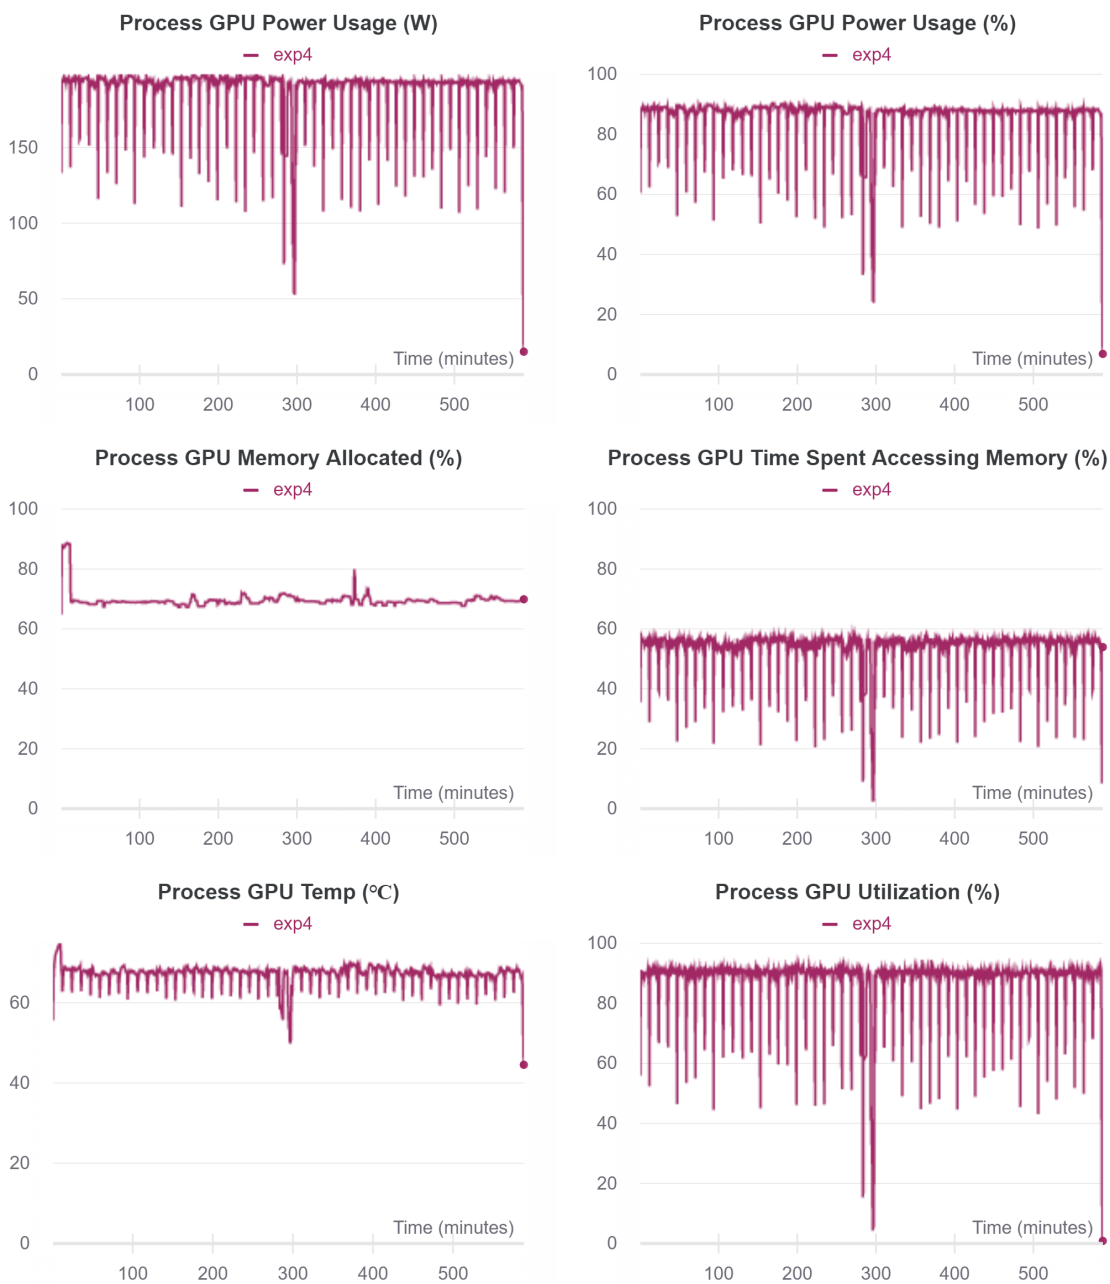 Process GPU Power Usage (W)
exp4
150
100
50
0
Time (minutes)
100 200 300 400 500
Process GPU Power Usage (%)
exp4
100
80
60
40
20
0
Time (minutes)
100 200 300 400 500
Process GPU Memory Allocated (%)
exp4
100
80
60
40
20
0
Time (minutes)
100 200 300 400 500
Process GPU Time Spent Accessing Memory (%)
exp4
100
80
60
40
20
0
Time (minutes)
100 200 300 400 500
Process GPU Temp (℃)
exp4
60
40
20
0
Time (minutes)
100 200 300 400 500
Process GPU Utilization (%)
exp4
100
80
60
40
20
0
Time (minutes)
100 200 300 400 500